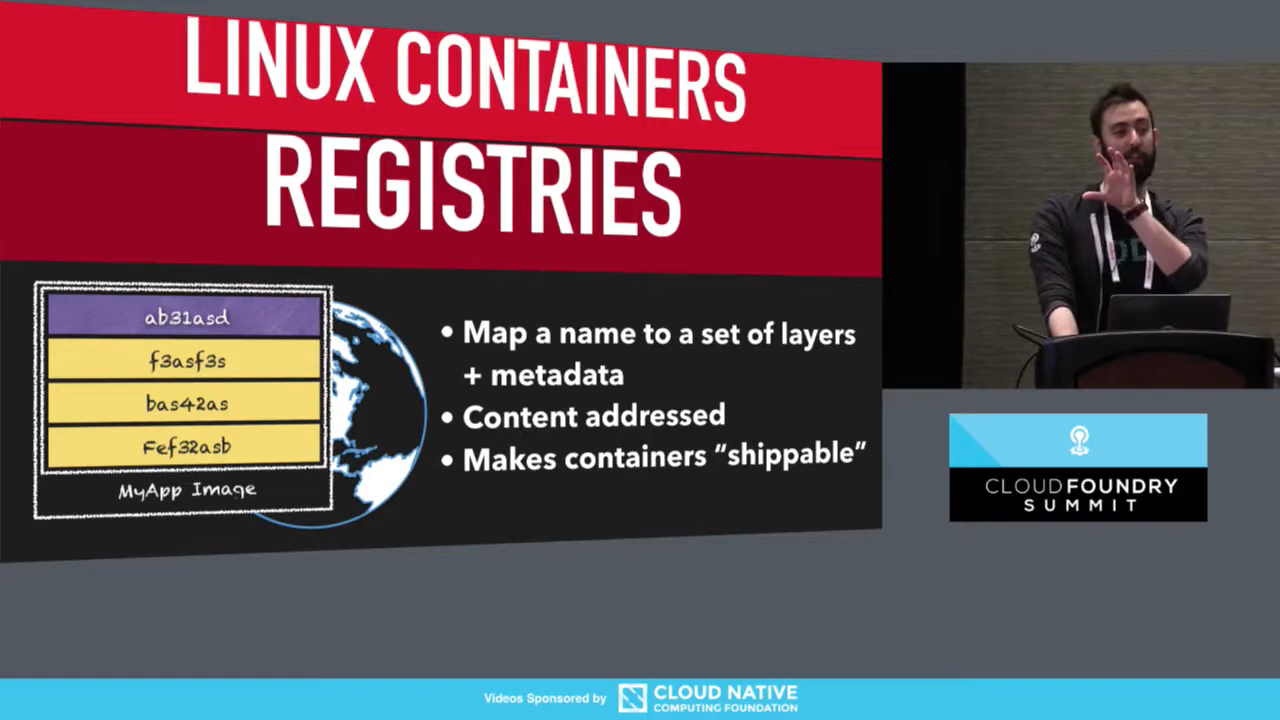 LINUX CONTAINERS
REGISTRIES
ab31asd
f3asf3s
bas42as
Fef32asb
MyApp Image
• Map a name to a set of layers
+ metadata
• Content addressed
• Makes containers “shippable”
CLOUD FOUNDRY
SUMMIT
Videos Sponsored by
CLOUD NATIVE
COMPUTING FOUNDATION